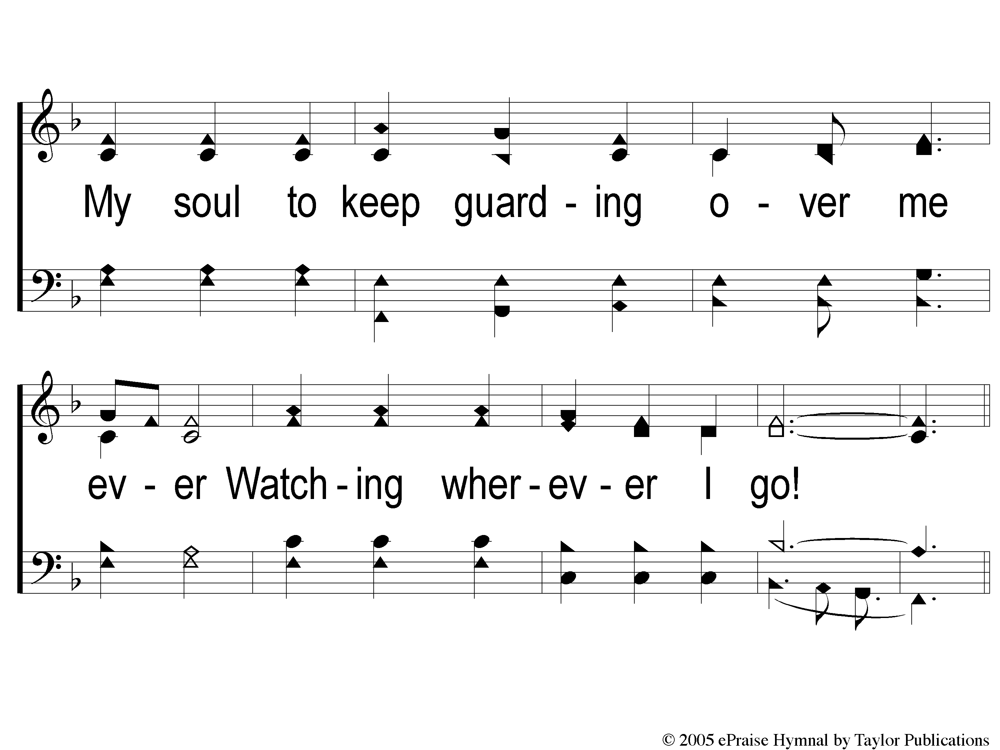 My soul to keep guard - ing o - ver me
ev - er Watch - ing wher - ev - er I go!
© 2005 ePraise Hymnal by Taylor Publications